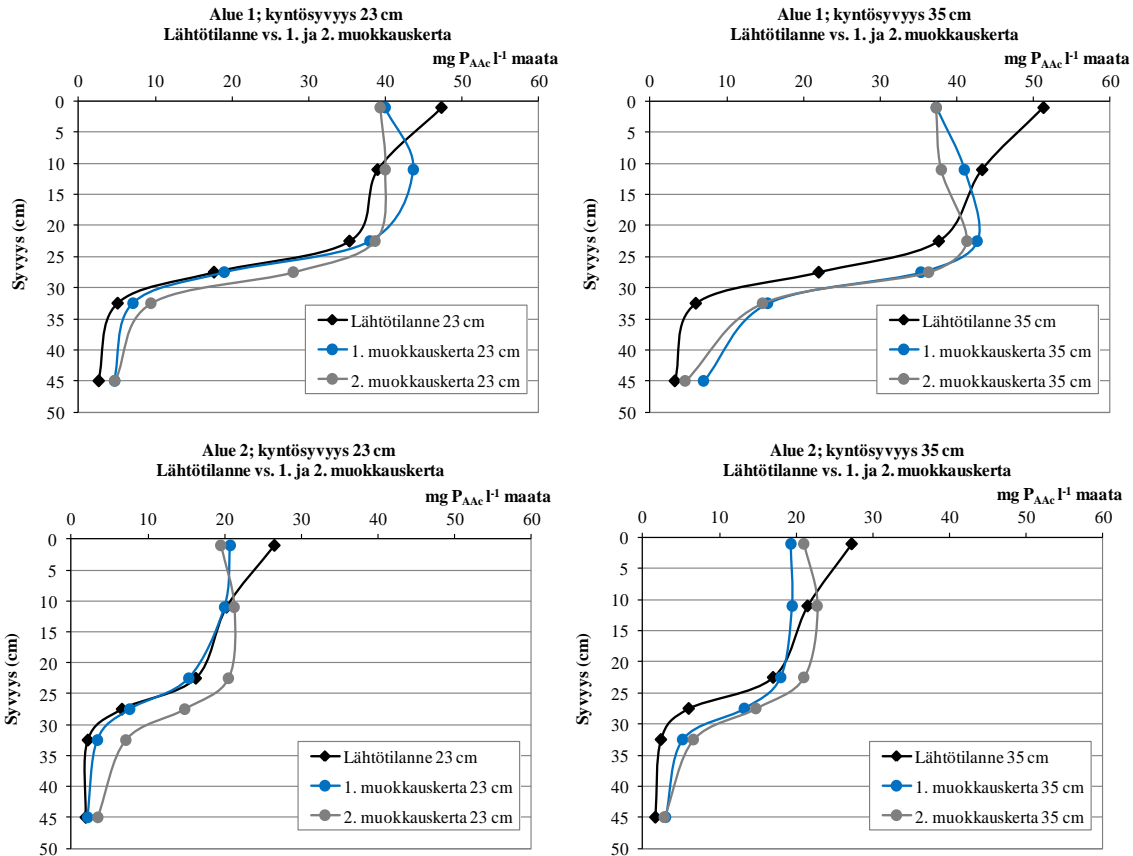 Alue 1; kyntösyvyys 23 cm
Lähtötilanne vs. 1. ja 2. muokkauskerta
mg P_AAc l⁻¹ maata
0 10 20 30 40 50 60
0
5
10
15
20
25
30
35
40
45
50
Syvyys (cm)
Lähtötilanne 23 cm
1. muokkauskerta 23 cm
2. muokkauskerta 23 cm
Alue 1; kyntösyvyys 35 cm
Lähtötilanne vs. 1. ja 2. muokkauskerta
mg P_AAc l⁻¹ maata
0 10 20 30 40 50 60
0
5
10
15
20
25
30
35
40
45
50
Syvyys (cm)
Lähtötilanne 35 cm
1. muokkauskerta 35 cm
2. muokkauskerta 35 cm
Alue 2; kyntösyvyys 23 cm
Lähtötilanne vs. 1. ja 2. muokkauskerta
mg P_AAc l⁻¹ maata
0 10 20 30 40 50 60
0
5
10
15
20
25
30
35
40
45
50
Syvyys (cm)
Lähtötilanne 23 cm
1. muokkauskerta 23 cm
2. muokkauskerta 23 cm
Alue 2; kyntösyvyys 35 cm
Lähtötilanne vs. 1. ja 2. muokkauskerta
mg P_AAc l⁻¹ maata
0 10 20 30 40 50 60
0
5
10
15
20
25
30
35
40
45
50
Syvyys (cm)
Lähtötilanne 35 cm
1. muokkauskerta 35 cm
2. muokkauskerta 35 cm